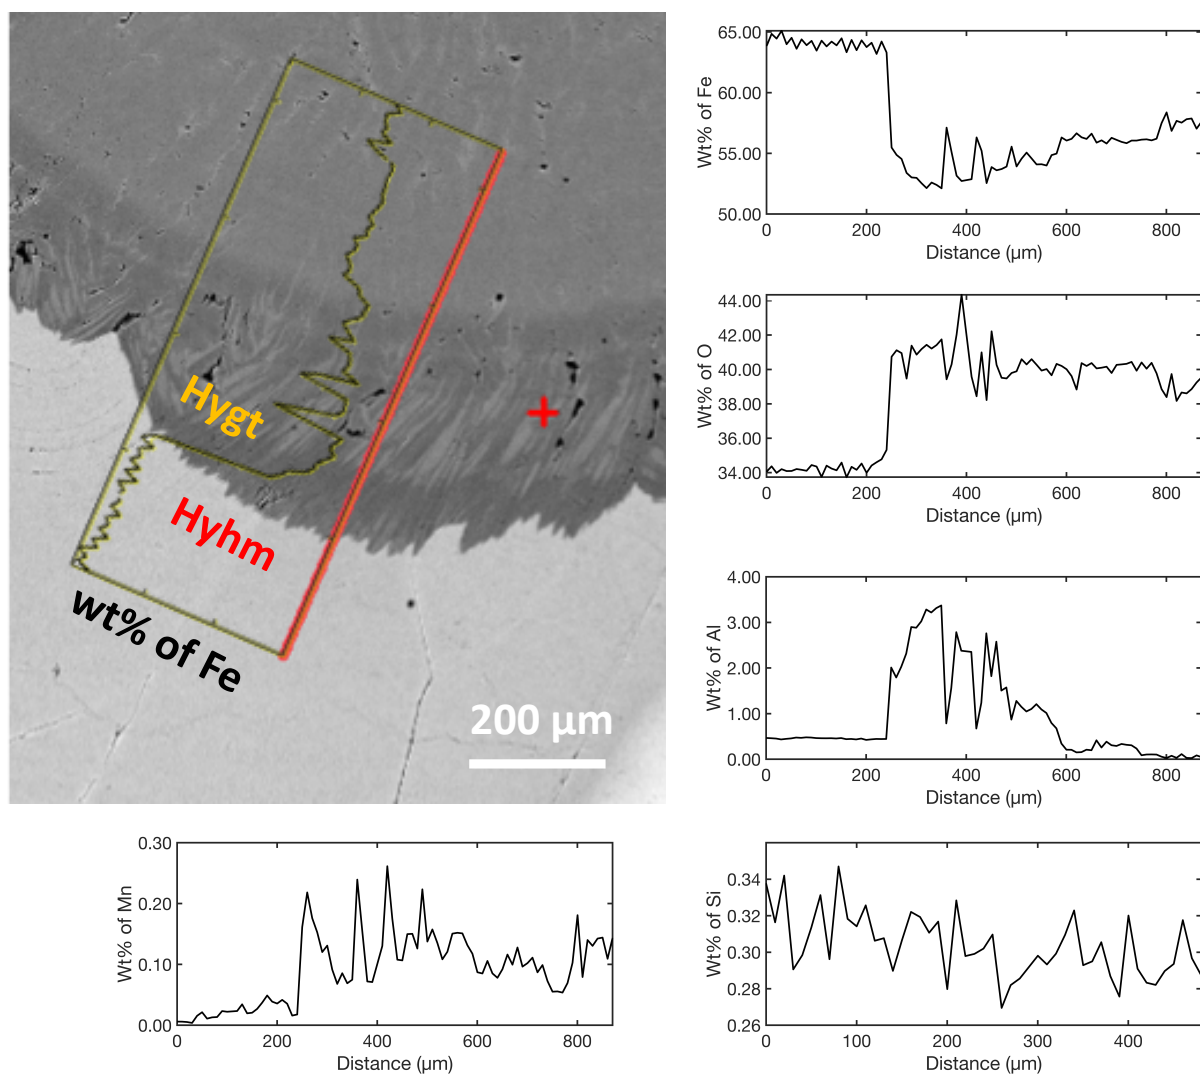 Hygt
Hyhm
wt% of Fe
200 µm
65.00
60.00
55.00
50.00
Wt% of Fe
0 200 400 600 800
Distance (µm)
44.00
42.00
40.00
38.00
36.00
34.00
Wt% of O
0 200 400 600 800
Distance (µm)
4.00
3.00
2.00
1.00
0.00
Wt% of Al
0 200 400 600 800
Distance (µm)
0.30
0.20
0.10
0.00
Wt% of Mn
0 200 400 600 800
Distance (µm)
0.34
0.32
0.30
0.28
0.26
Wt% of Si
0 100 200 300 400
Distance (µm)